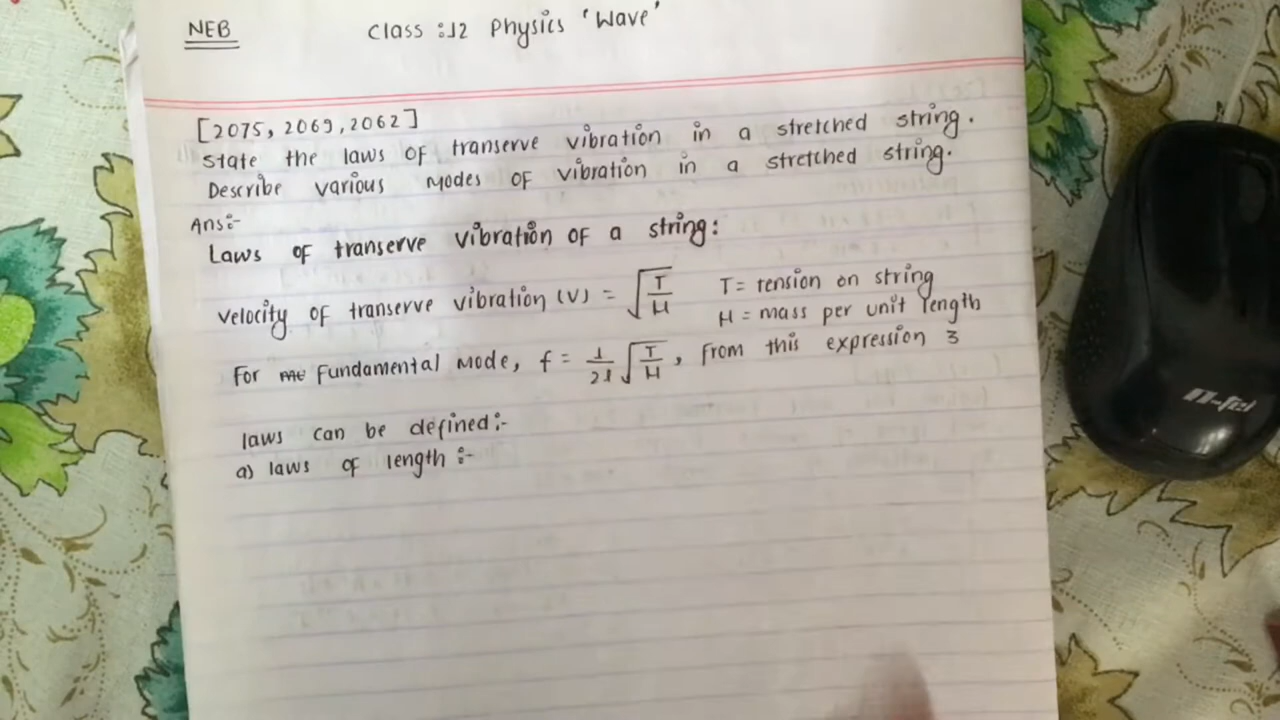 NEB
Class :12 Physics 'Wave'
[2075, 2069, 2062]
State the laws of transerve vibration in a stretched string.
Describe various modes of vibration in a stretched string.
Ans:-
Laws of transerve vibration of a string:
velocity of transerve vibration (v) = √(T/μ) T = tension on string
μ = mass per unit length
For Fundamental Mode, f = 1/2l √(T/μ), from this expression 3
laws can be defined:-
a) laws of length :-